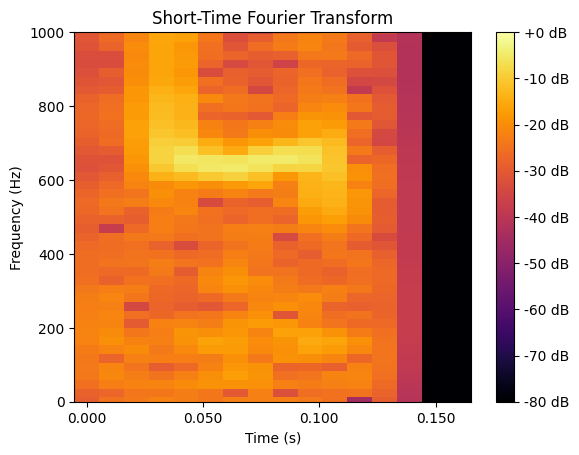 Short-Time Fourier Transform
Frequency (Hz)
1000
800
600
400
200
0
0.000
0.050
0.100
0.150
Time (s)
+0 dB
-10 dB
-20 dB
-30 dB
-40 dB
-50 dB
-60 dB
-70 dB
-80 dB